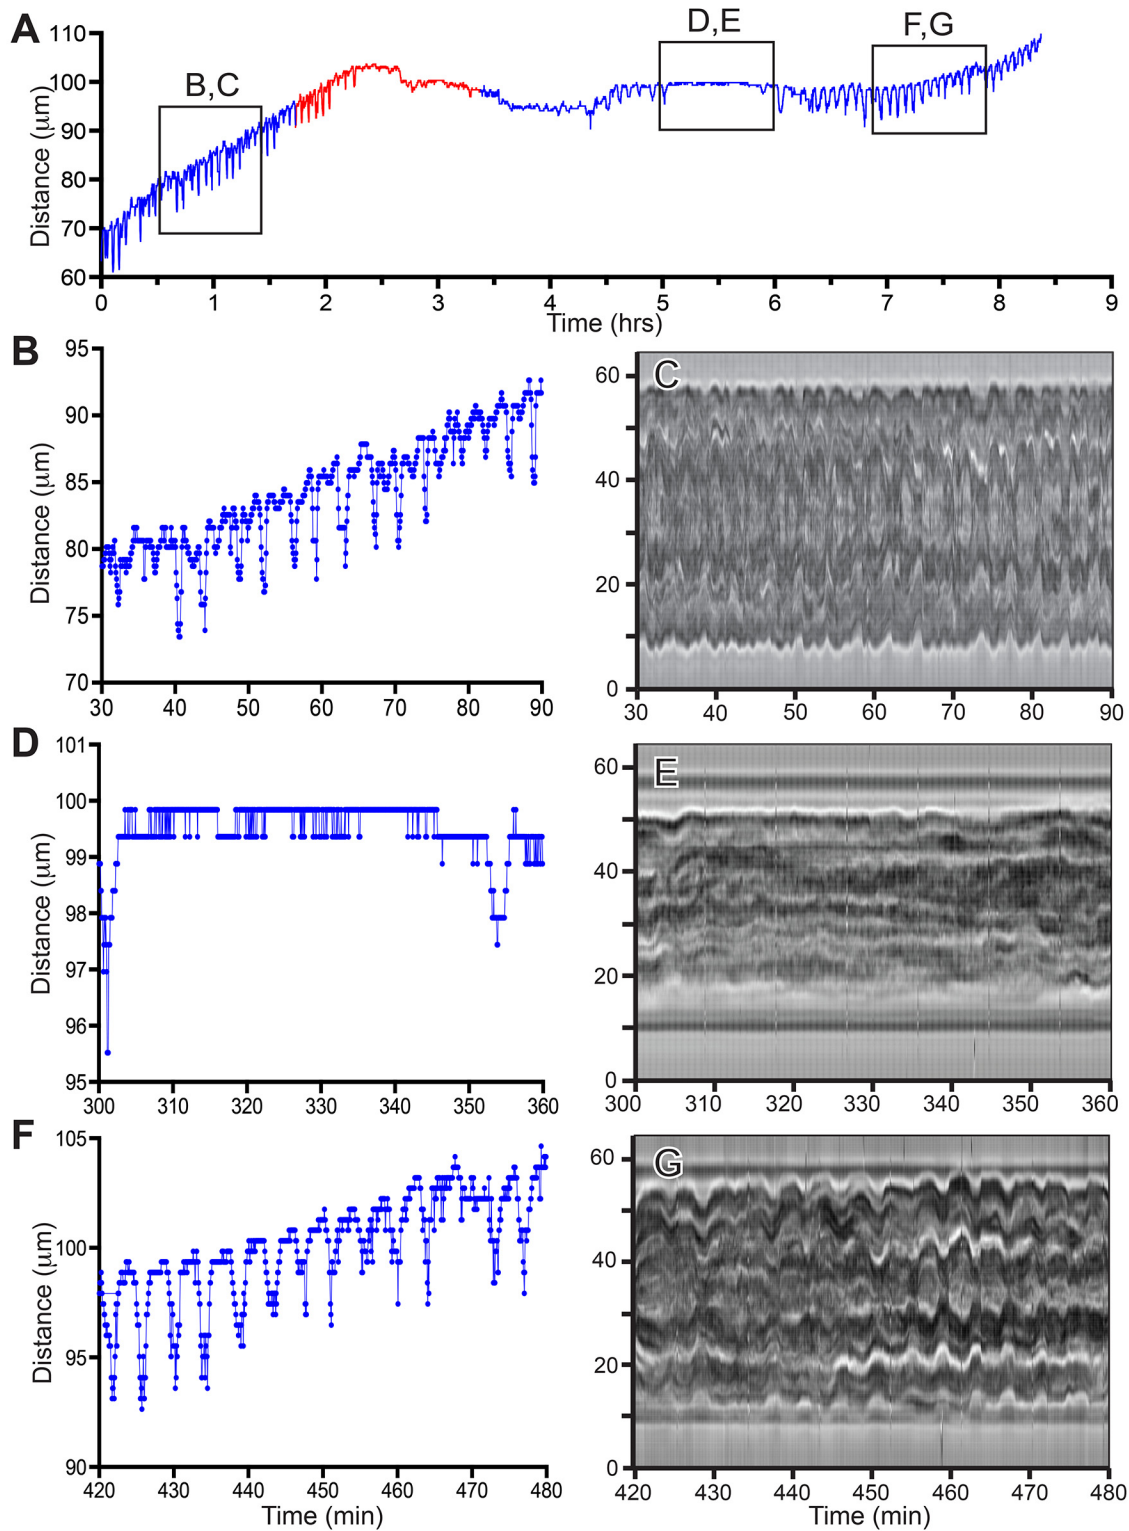 A
B,C
D,E
F,G
Distance (µm)
110
100
90
80
70
60
0 1 2 3 4 5 6 7 8 9
Time (hrs)
B
Distance (µm)
95
90
85
80
75
70
30 40 50 60 70 80 90
C
60
40
20
0
30 40 50 60 70 80 90
D
Distance (µm)
101
100
99
98
97
96
95
300 310 320 330 340 350 360
E
60
40
20
0
300 310 320 330 340 350 360
F
Distance (µm)
105
100
95
90
420 430 440 450 460 470 480
Time (min)
G
60
40
20
0
420 430 440 450 460 470 480
Time (min)